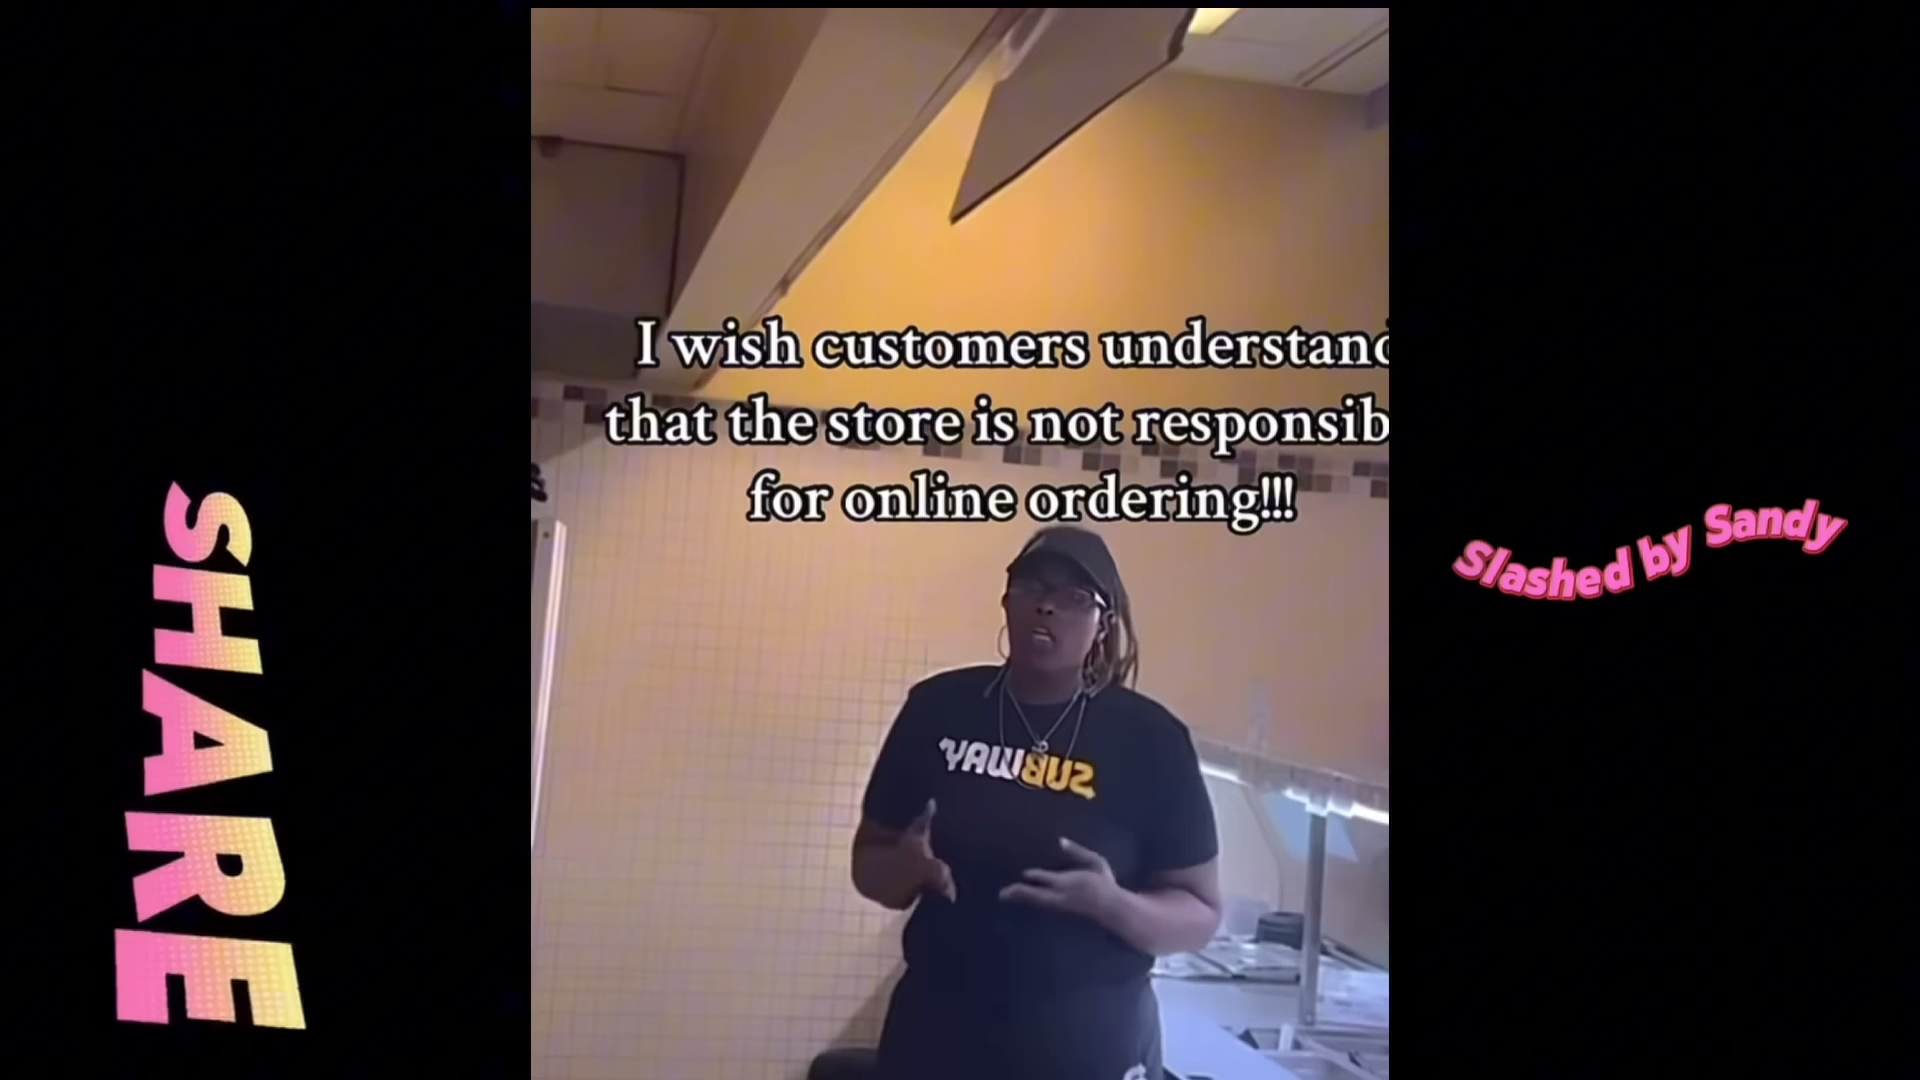 I wish customers understand
that the store is not responsib
for online ordering!!!
SUBWAY
SHARE
Slashed by Sandy